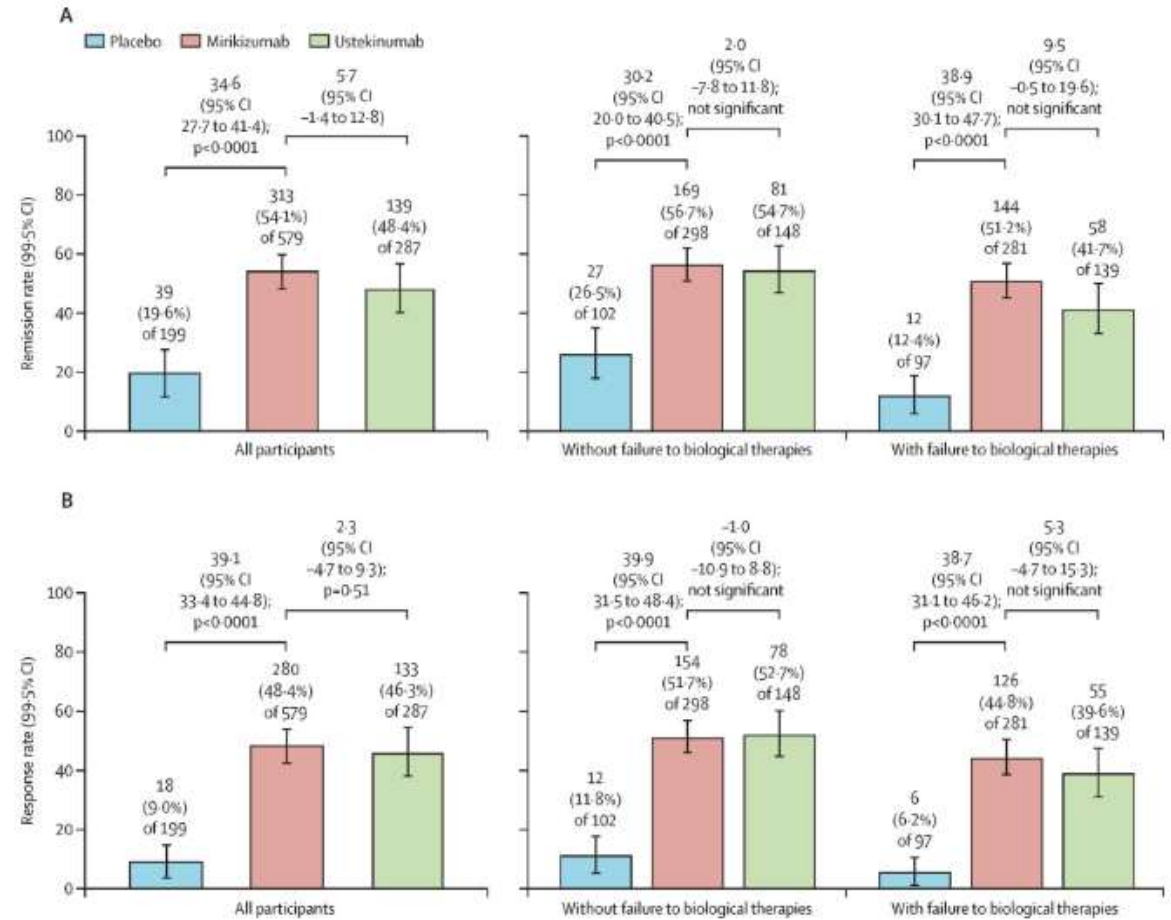 A
Placebo Mirikizumab Ustekinumab
34·6
(95% CI
27·7 to 41·4);
p<0·0001
5·7
(95% CI
–1·4 to 12·8)
30·2
(95% CI
20·0 to 40·5);
p<0·0001
2·0
(95% CI
–7·8 to 11·8);
not significant
38·9
(95% CI
30·1 to 47·7);
p<0·0001
9·5
(95% CI
–0·5 to 19·6);
not significant
Remission rate (99·5% CI)
100
80
60
40
20
0
39
(19·6%)
of 199
313
(54·1%)
of 579
139
(48·4%)
of 287
27
(26·5%)
of 102
169
(56·7%)
of 298
81
(54·7%)
of 148
12
(12·4%)
of 97
144
(51·2%)
of 281
58
(41·7%)
of 139
All participants
Without failure to biological therapies
With failure to biological therapies
B
39·1
(95% CI
33·4 to 44·8);
p<0·0001
2·3
(95% CI
–4·7 to 9·3);
p=0·51
39·9
(95% CI
31·5 to 48·4);
p<0·0001
–1·0
(95% CI
–10·9 to 8·8);
not significant
38·7
(95% CI
31·1 to 46·2);
p<0·0001
5·3
(95% CI
–4·7 to 15·3);
not significant
Response rate (99·5% CI)
100
80
60
40
20
0
18
(9·0%)
of 199
280
(48·4%)
of 579
133
(46·3%)
of 287
12
(11·8%)
of 102
154
(51·7%)
of 298
78
(52·7%)
of 148
6
(6·2%)
of 97
126
(44·8%)
of 281
55
(39·6%)
of 139
All participants
Without failure to biological therapies
With failure to biological therapies